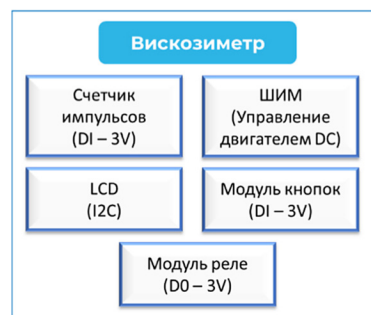 Вискозиметр
Счетчик
импульсов
(DI – 3V)
ШИМ
(Управление
двигателем DC)
LCD
(I2C)
Модуль кнопок
(DI – 3V)
Модуль реле
(D0 – 3V)